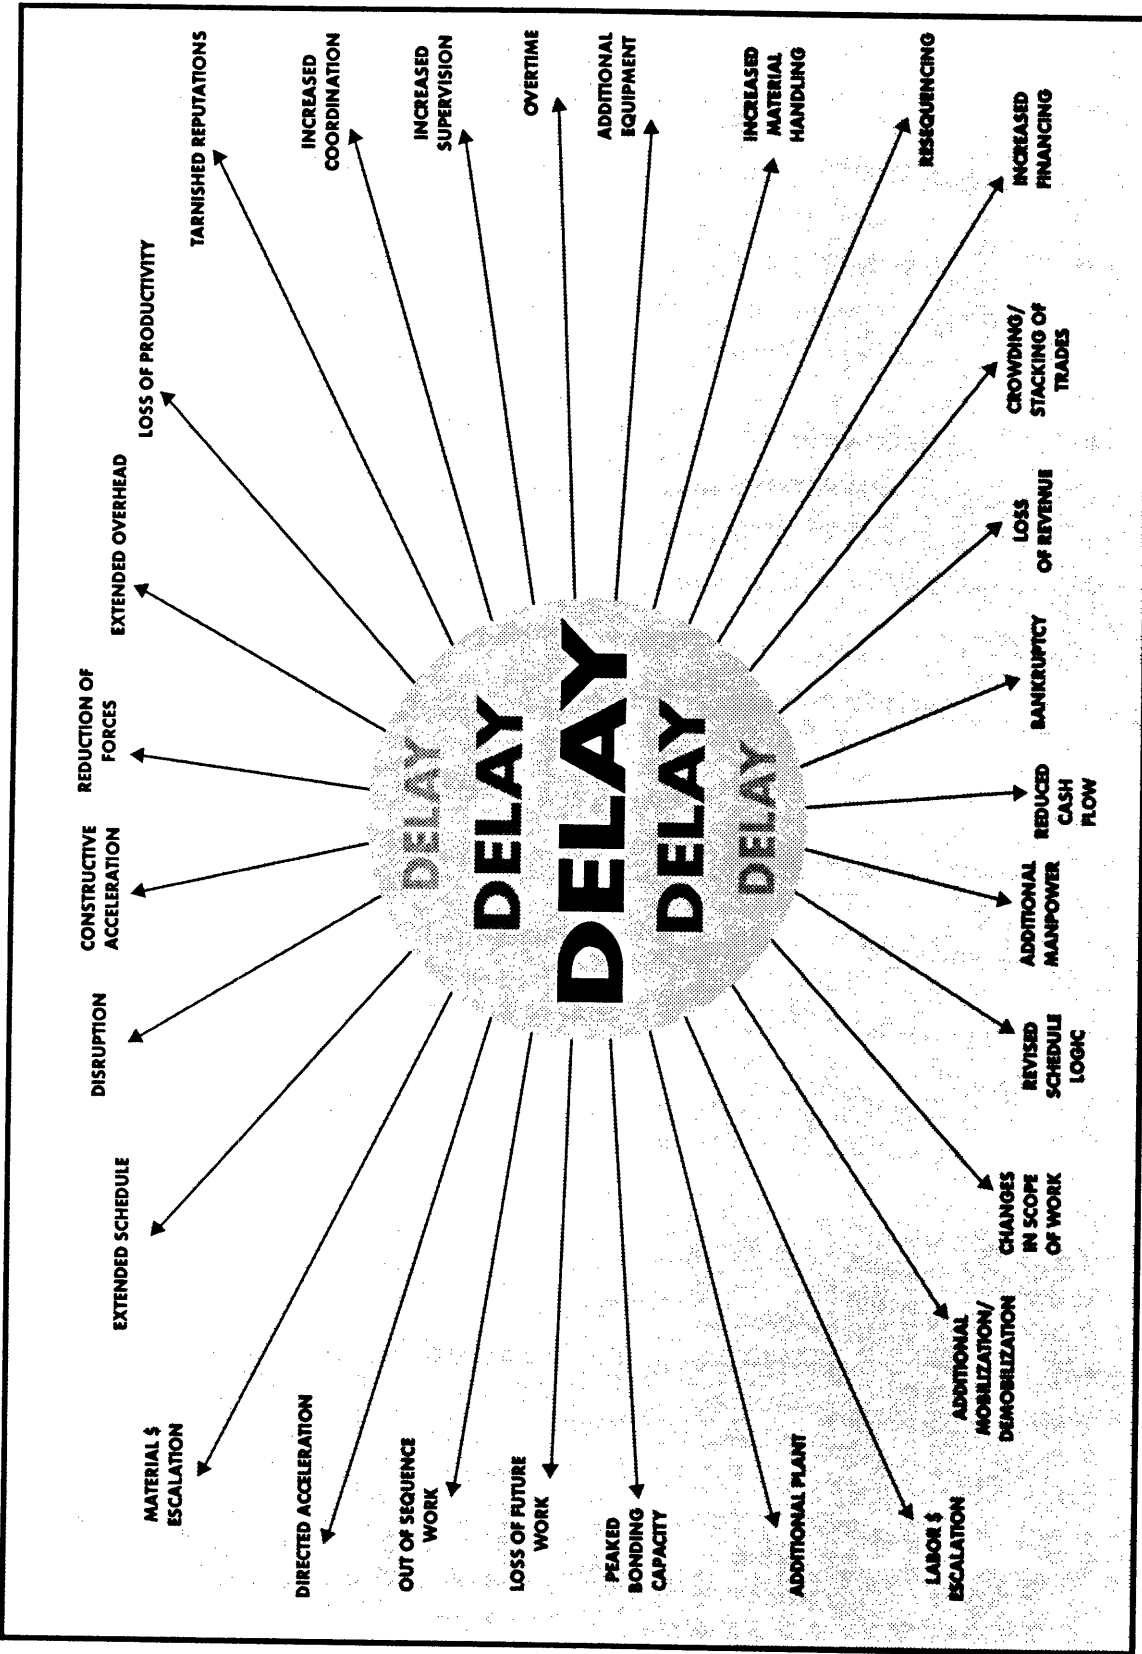 CONSTRUCTIVE
ACCELERATION
REDUCTION OF
FORCES
DISRUPTION
EXTENDED OVERHEAD
EXTENDED SCHEDULE
LOSS OF PRODUCTIVITY
MATERIAL $
ESCALATION
TARNISHED REPUTATIONS
DIRECTED ACCELERATION
INCREASED
COORDINATION
OUT OF SEQUENCE
WORK
INCREASED
SUPERVISION
LOSS OF FUTURE
WORK
OVERTIME
PEAKED
BONDING
CAPACITY
ADDITIONAL
EQUIPMENT
DELAY
DELAY
DELAY
DELAY
DELAY
ADDITIONAL PLANT
INCREASED
MATERIAL
HANDLING
LABOR $
ESCALATION
RESEQUENCING
ADDITIONAL
MOBILIZATION/
DEMOBILIZATION
INCREASED
FINANCING
CHANGES
IN SCOPE
OF WORK
REVISED
SCHEDULE
LOGIC
ADDITIONAL
MANPOWER
REDUCED
CASH
FLOW
BANKRUPTCY
LOSS
OF REVENUE
CROWDING/
STACKING OF
TRADES